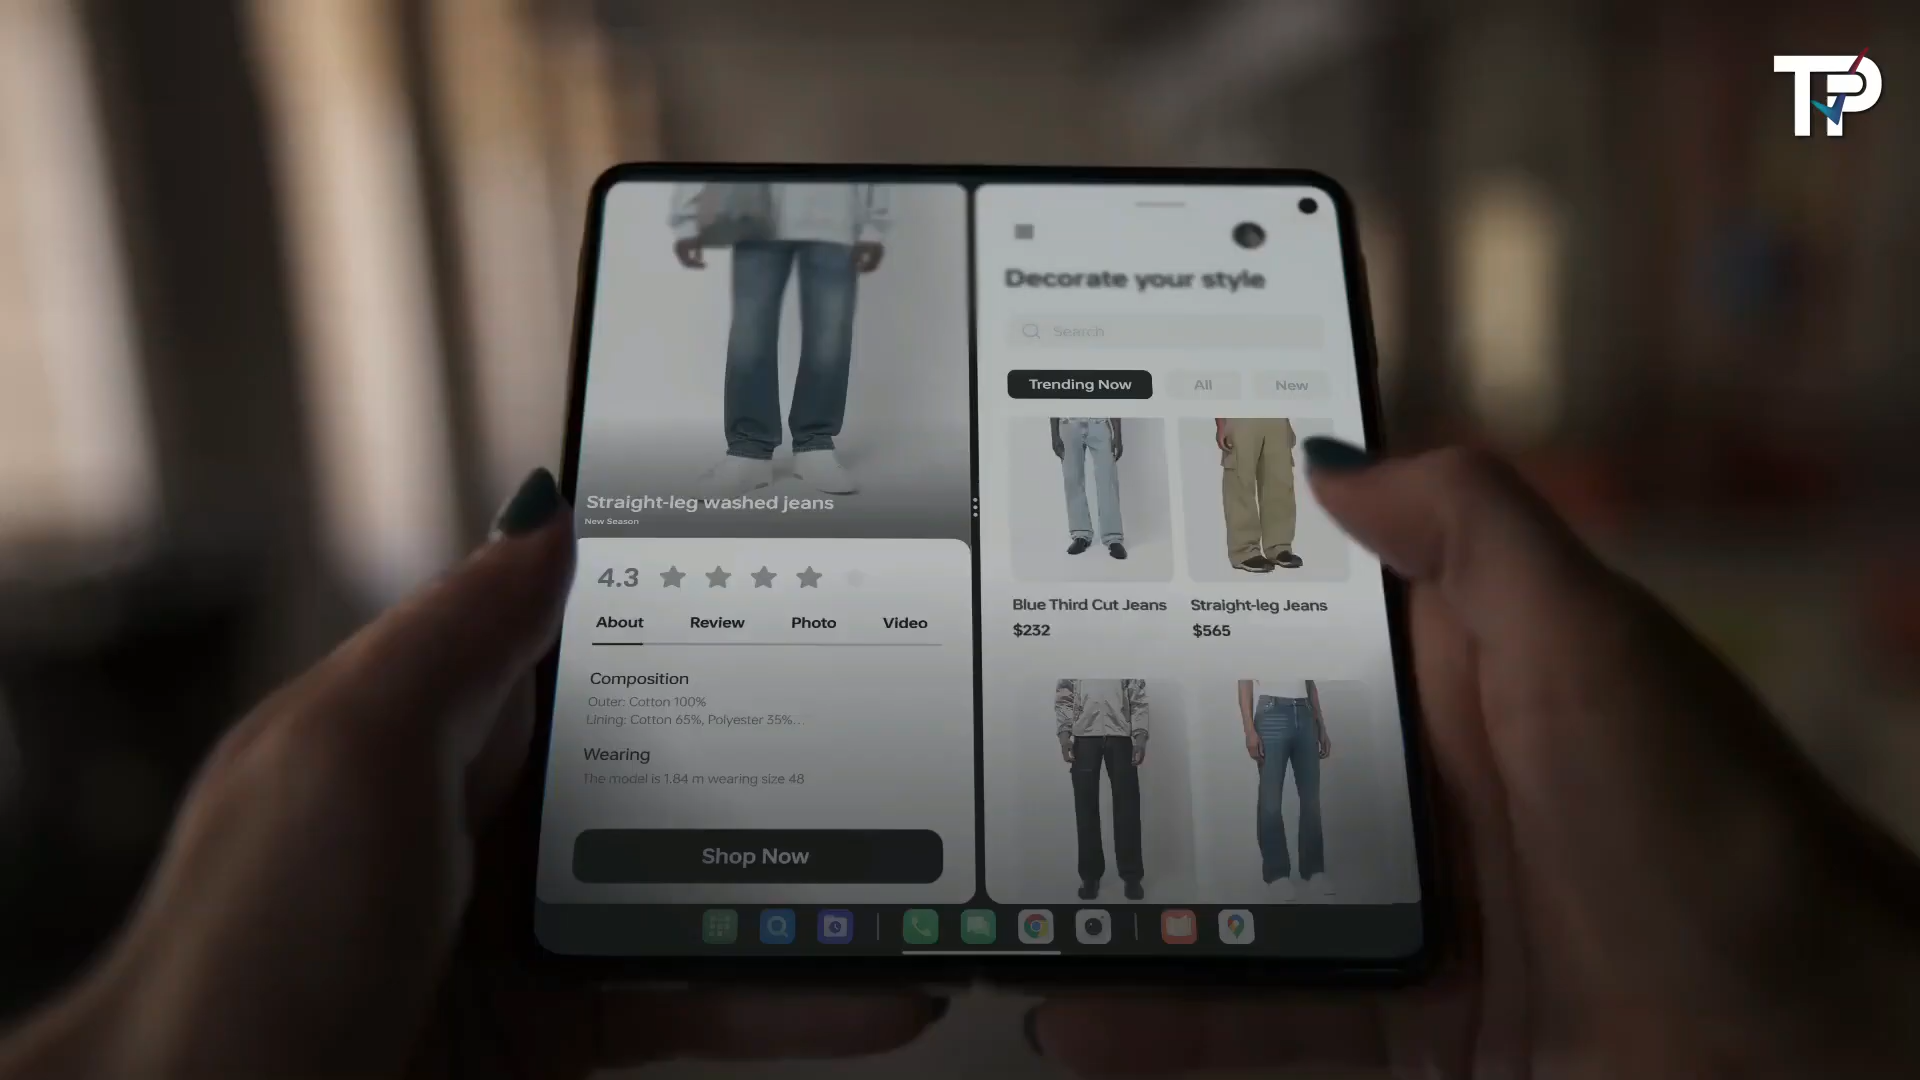 TP
Straight-leg washed jeans
New Season
4.3
About Review Photo Video
Composition
Outer: Cotton 100%
Lining: Cotton 65%, Polyester 35%...
Wearing
The model is 1.84 m wearing size 48
Shop Now
Decorate your style
Search
Trending Now All New
Blue Third Cut Jeans
$232
Straight-leg Jeans
$565